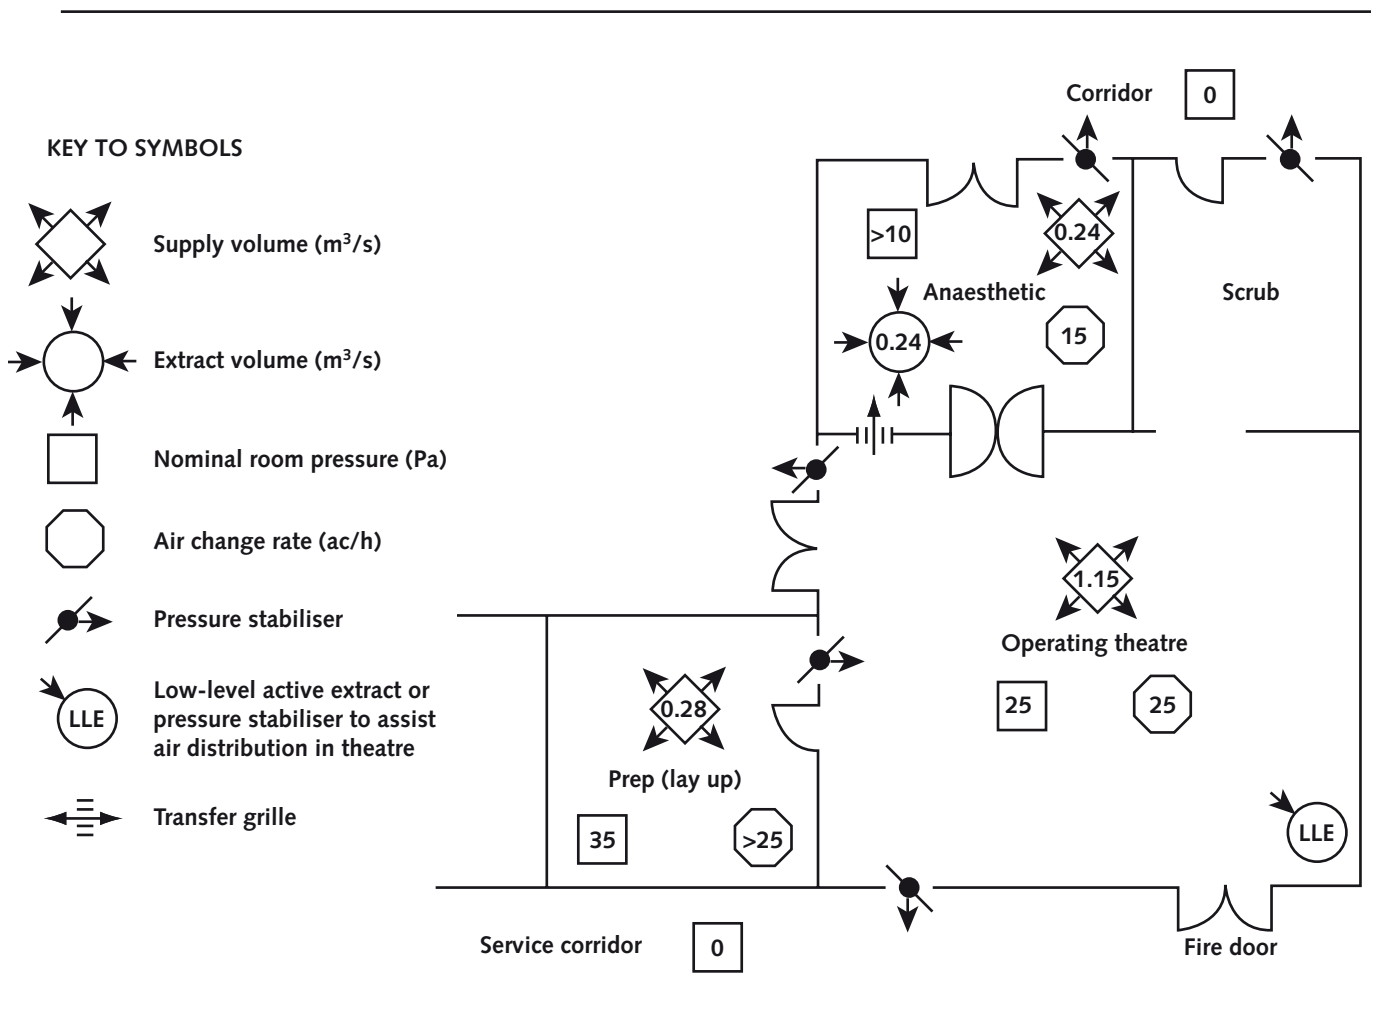 KEY TO SYMBOLS
Supply volume (m³/s)
Extract volume (m³/s)
Nominal room pressure (Pa)
Air change rate (ac/h)
Pressure stabiliser
LLE
Low-level active extract or
pressure stabiliser to assist
air distribution in theatre
Transfer grille
Corridor
0
>10
0.24
Anaesthetic
0.24
15
Scrub
1.15
Operating theatre
25
25
0.28
Prep (lay up)
35
>25
LLE
Service corridor
0
Fire door